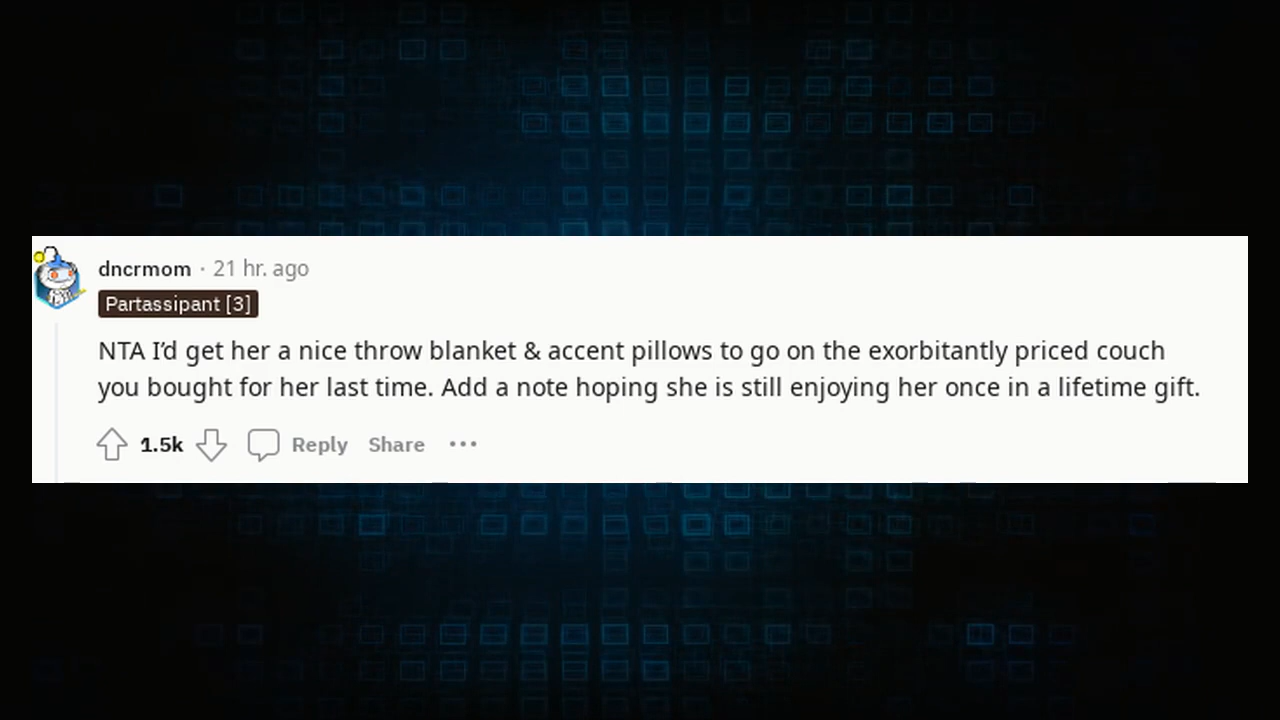 dncrmom · 21 hr. ago
Partassipant [3]
NTA I’d get her a nice throw blanket & accent pillows to go on the exorbitantly priced couch
you bought for her last time. Add a note hoping she is still enjoying her once in a lifetime gift.
1.5k Reply Share •••